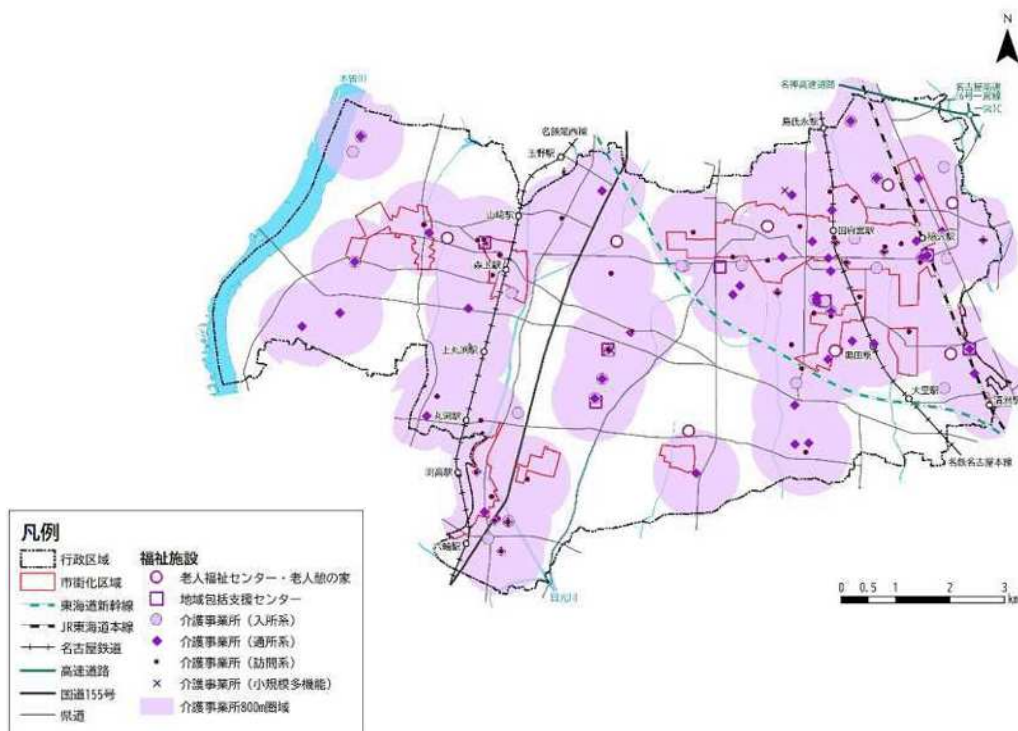 N
木曽川
名神高速道路
名古屋高速
16号一宮線
一宮IC
島氏永駅
名鉄尾西線
玉野駅
山崎駅
国府宮駅
稲沢駅
森上駅
上丸渕駅
奥田駅
大里駅
清洲駅
丸渕駅
渕高駅
名鉄名古屋本線
六輪駅
日光川
0 0.5 1 2 3
km
凡例
行政区域
市街化区域
東海道新幹線
JR東海道本線
名古屋鉄道
高速道路
国道155号
県道
福祉施設
老人福祉センター・老人憩の家
地域包括支援センター
介護事業所（入所系）
介護事業所（通所系）
介護事業所（訪問系）
介護事業所（小規模多機能）
介護事業所800m圏域